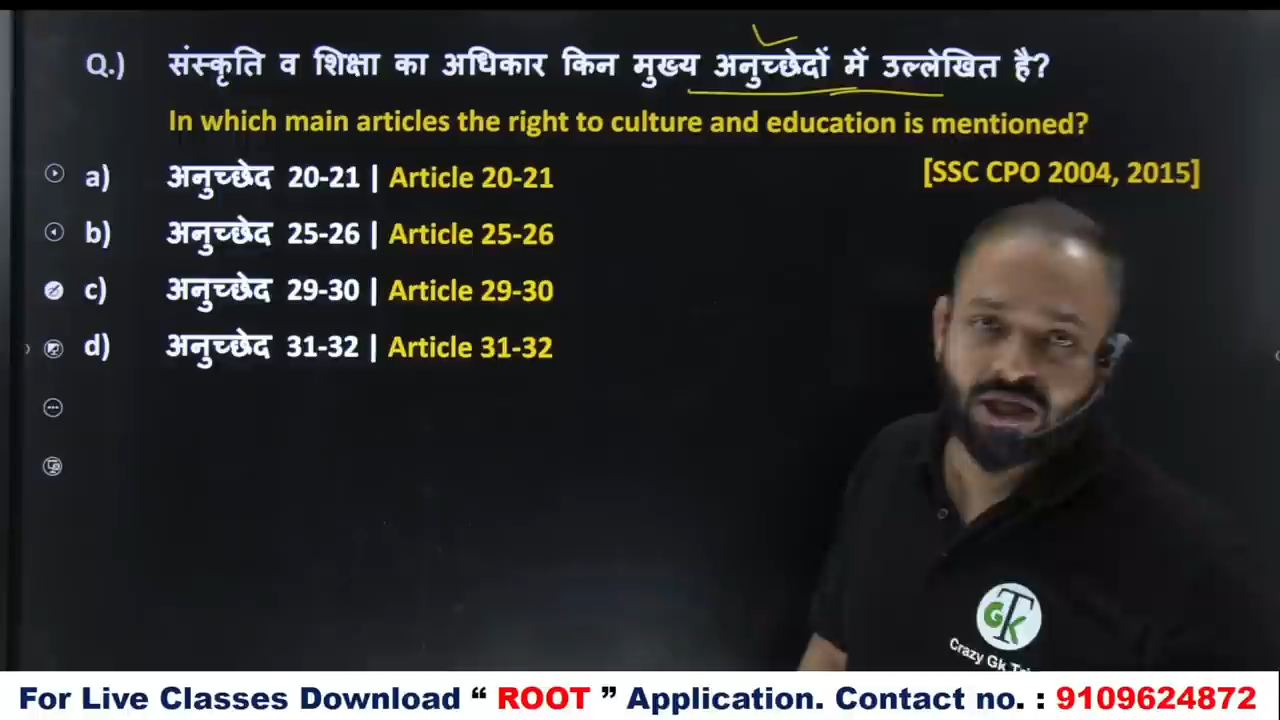 Q.) संस्कृति व शिक्षा का अधिकार किन मुख्य अनुच्छेदों में उल्लेखित है?
In which main articles the right to culture and education is mentioned?
[SSC CPO 2004, 2015]
a) अनुच्छेद 20-21 | Article 20-21
b) अनुच्छेद 25-26 | Article 25-26
c) अनुच्छेद 29-30 | Article 29-30
d) अनुच्छेद 31-32 | Article 31-32
GTK
Crazy Gk
For Live Classes Download “ ROOT ” Application. Contact no. : 9109624872